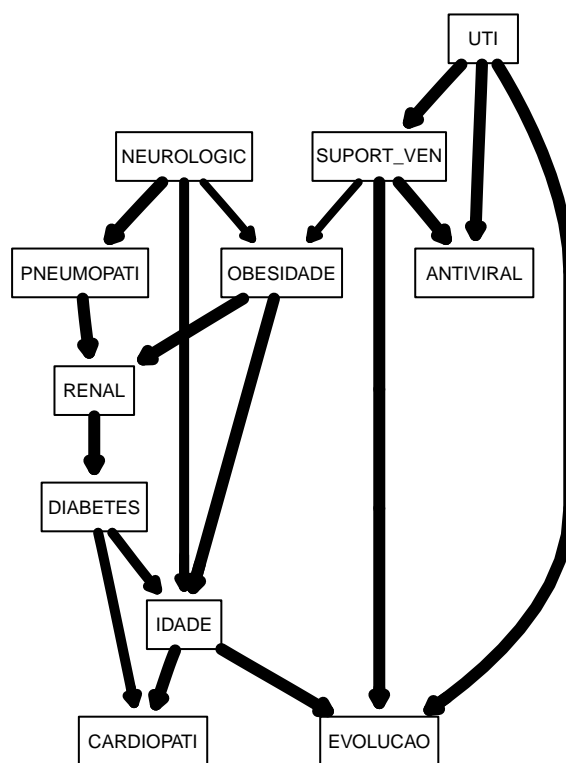 UTI
NEUROLOGIC
SUPORT_VEN
PNEUMOPATI
OBESIDADE
ANTIVIRAL
RENAL
DIABETES
IDADE
CARDIOPATI
EVOLUCAO